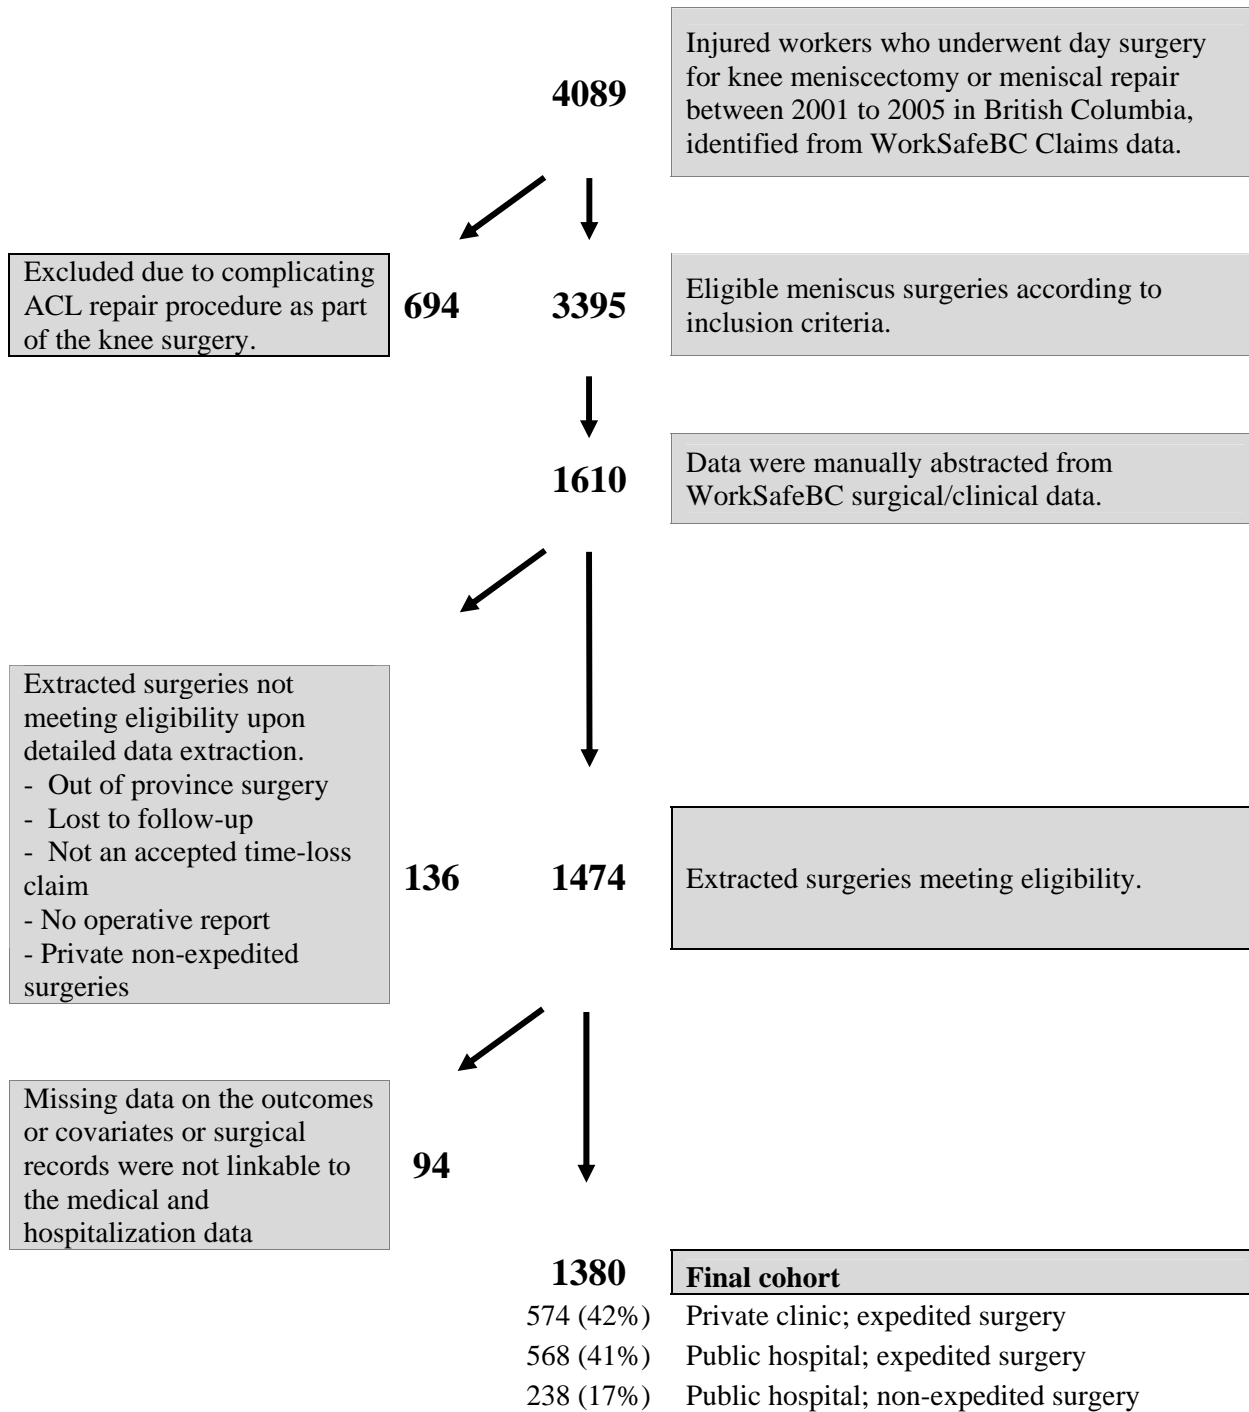 4089
Injured workers who underwent day surgery
for knee meniscectomy or meniscal repair
between 2001 to 2005 in British Columbia,
identified from WorkSafeBC Claims data.
Excluded due to complicating
ACL repair procedure as part
of the knee surgery.
694
3395
Eligible meniscus surgeries according to
inclusion criteria.
1610
Data were manually abstracted from
WorkSafeBC surgical/clinical data.
Extracted surgeries not
meeting eligibility upon
detailed data extraction.
- Out of province surgery
- Lost to follow-up
- Not an accepted time-loss
claim
- No operative report
- Private non-expedited
surgeries
136
1474
Extracted surgeries meeting eligibility.
Missing data on the outcomes
or covariates or surgical
records were not linkable to
the medical and
hospitalization data
94
1380 Final cohort
574 (42%) Private clinic; expedited surgery
568 (41%) Public hospital; expedited surgery
238 (17%) Public hospital; non-expedited surgery